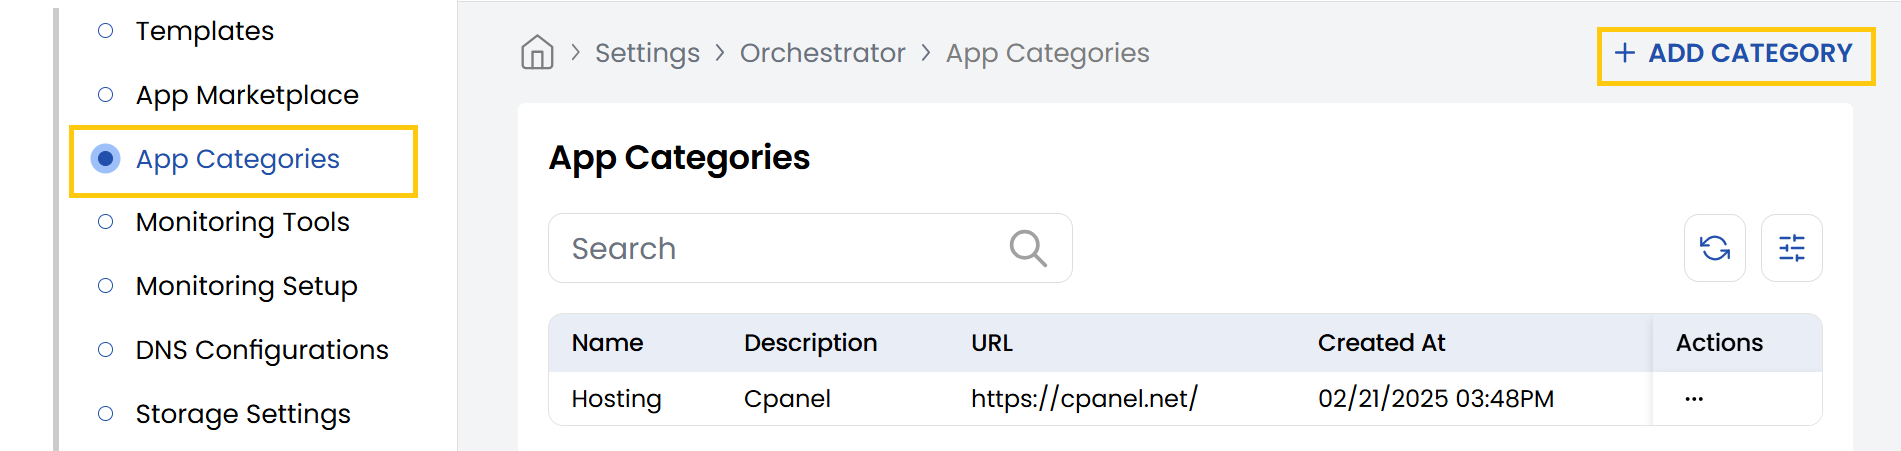 Templates
App Marketplace
App Categories
Monitoring Tools
Monitoring Setup
DNS Configurations
Storage Settings
Settings > Orchestrator > App Categories
+ ADD CATEGORY
App Categories
Search
Name Description URL Created At Actions
Hosting Cpanel https://cpanel.net/ 02/21/2025 03:48PM ···